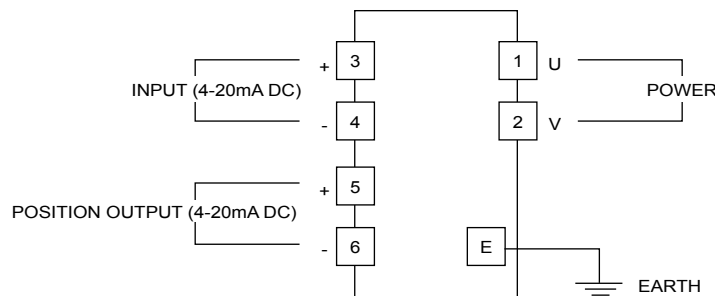 + 3 1 U
INPUT (4-20mA DC) POWER
- 4 2 V
+ 5
POSITION OUTPUT (4-20mA DC)
- 6 E
EARTH